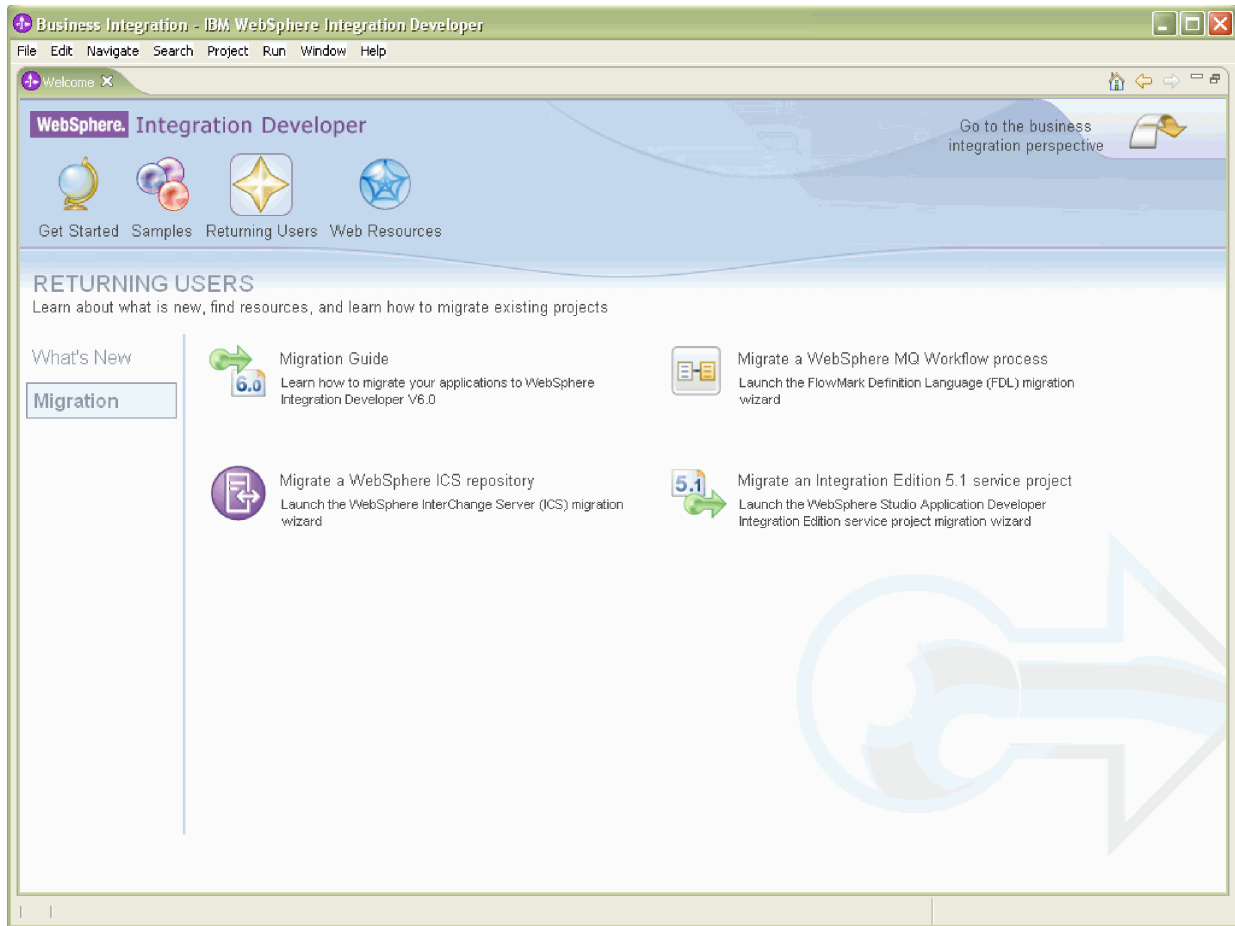 Business Integration - IBM WebSphere Integration Developer
File Edit Navigate Search Project Run Window Help
Welcome
WebSphere. Integration Developer
Go to the business
integration perspective
Get Started Samples Returning Users Web Resources
RETURNING USERS
Learn about what is new, find resources, and learn how to migrate existing projects
What's New
Migration
6.0
Migration Guide
Learn how to migrate your applications to WebSphere
Integration Developer V6.0
Migrate a WebSphere MQ Workflow process
Launch the FlowMark Definition Language (FDL) migration
wizard
Migrate a WebSphere ICS repository
Launch the WebSphere InterChange Server (ICS) migration
wizard
5.1
Migrate an Integration Edition 5.1 service project
Launch the WebSphere Studio Application Developer
Integration Edition service project migration wizard